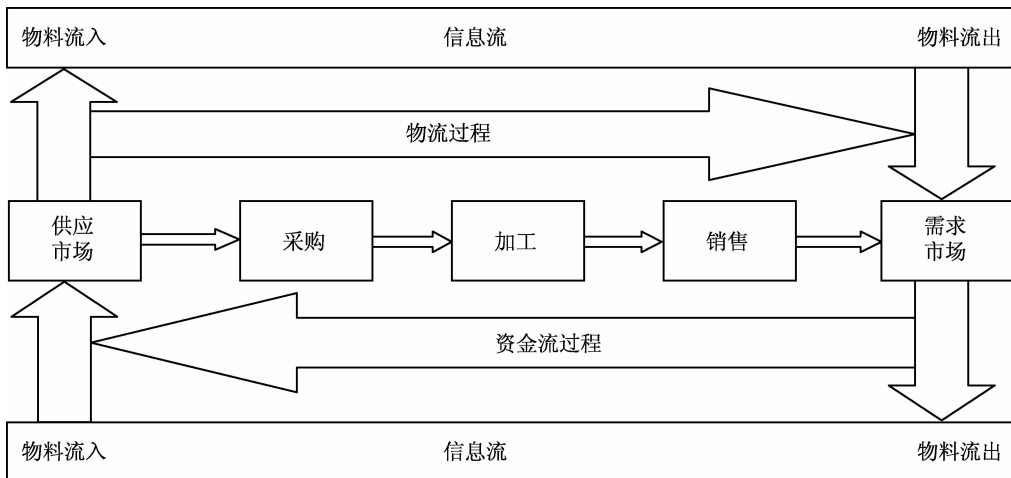 物料流入 信息流 物料流出
物流过程
供应
市场
采购
加工
销售
需求
市场
资金流过程
物料流入 信息流 物料流出